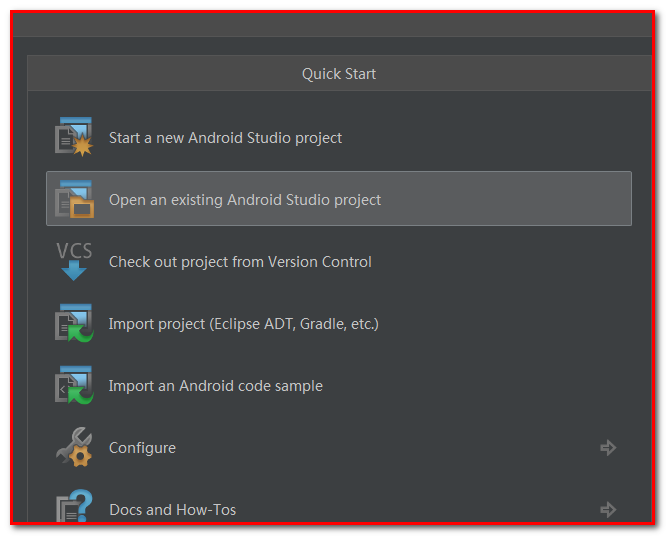 Quick Start
Start a new Android Studio project
Open an existing Android Studio project
VCS
Check out project from Version Control
Import project (Eclipse ADT, Gradle, etc.)
Import an Android code sample
Configure
Docs and How-Tos